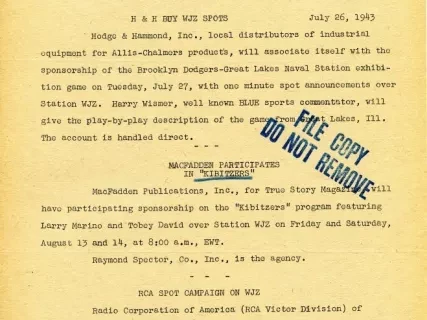 H & H BUY WJZ SPOTS July 26, 1943
Hodge & Hammond, Inc., local distributors of industrial
equipment for Allis-Chalmers products, will associate itself with the
sponsorship of the Brooklyn Dodgers-Great Lakes Naval Station exhibi-
tion game on Tuesday, July 27, with one minute spot announcements over
Station WJZ. Harry Wismer, well known BLUE sports commentator, will
give the play-by-play description of the game from Great Lakes, Ill.
The account is handled direct.
- - -
FILE COPY
DO NOT REMOVE
MACFADDEN PARTICIPATES
IN "KIBITZERS"
MacFadden Publications, Inc., for True Story Magazine will
have participating sponsorship on the "Kibitzers" program featuring
Larry Marino and Tobey David over Station WJZ on Friday and Saturday,
August 13 and 14, at 8:00 a.m., EWT.
Raymond Spector, Co., Inc., is the agency.
- - -
RCA SPOT CAMPAIGN ON WJZ
Radio Corporation of America (RCA Victor Division) of